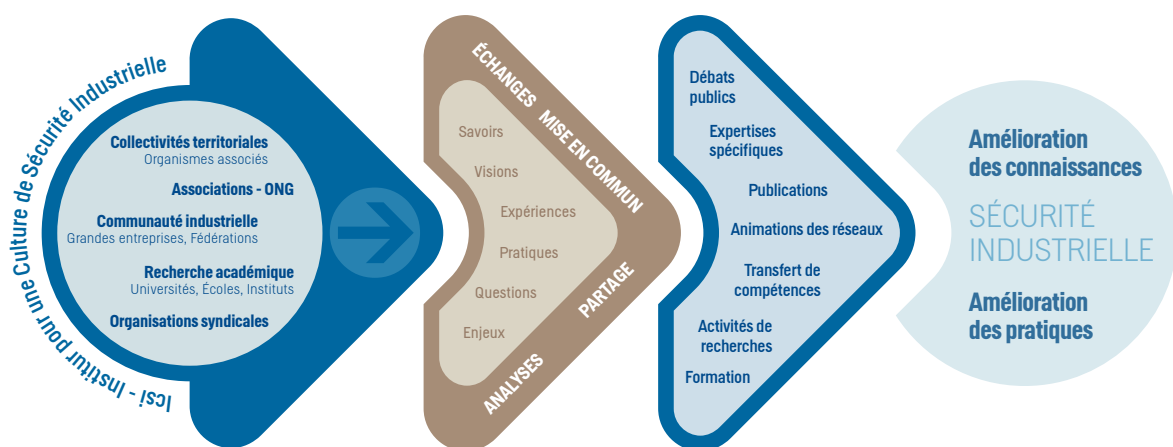 Icsi - Institur pour une Culture de Sécurité Industrielle
Collectivités territoriales
Organismes associés
Associations - ONG
Communauté industrielle
Grandes entreprises, Fédérations
Recherche académique
Universités, Écoles, Instituts
Organisations syndicales
ÉCHANGES MISE EN COMMUN
PARTAGE
ANALYSES
Savoirs
Visions
Expériences
Pratiques
Questions
Enjeux
Débats
publics
Expertises
spécifiques
Publications
Animations des réseaux
Transfert de
compétences
Activités de
recherches
Formation
Amélioration
des connaissances
SÉCURITÉ
INDUSTRIELLE
Amélioration
des pratiques